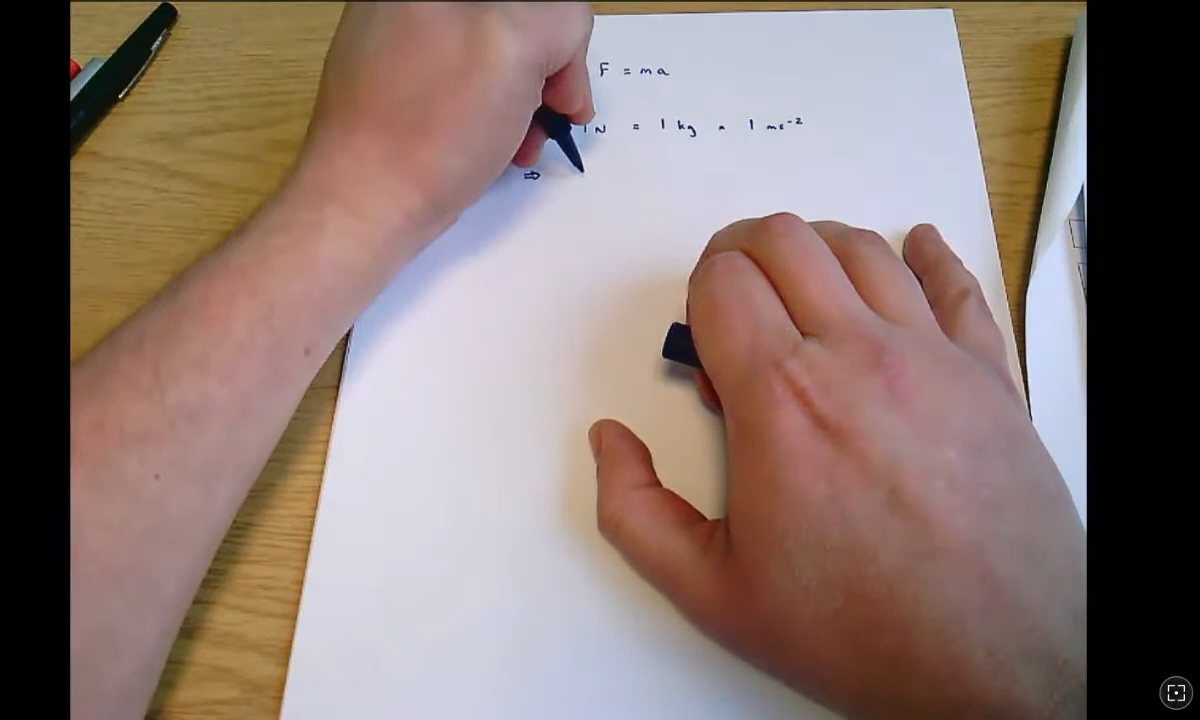 F = ma
1N = 1 kg × 1 ms⁻²
⇒